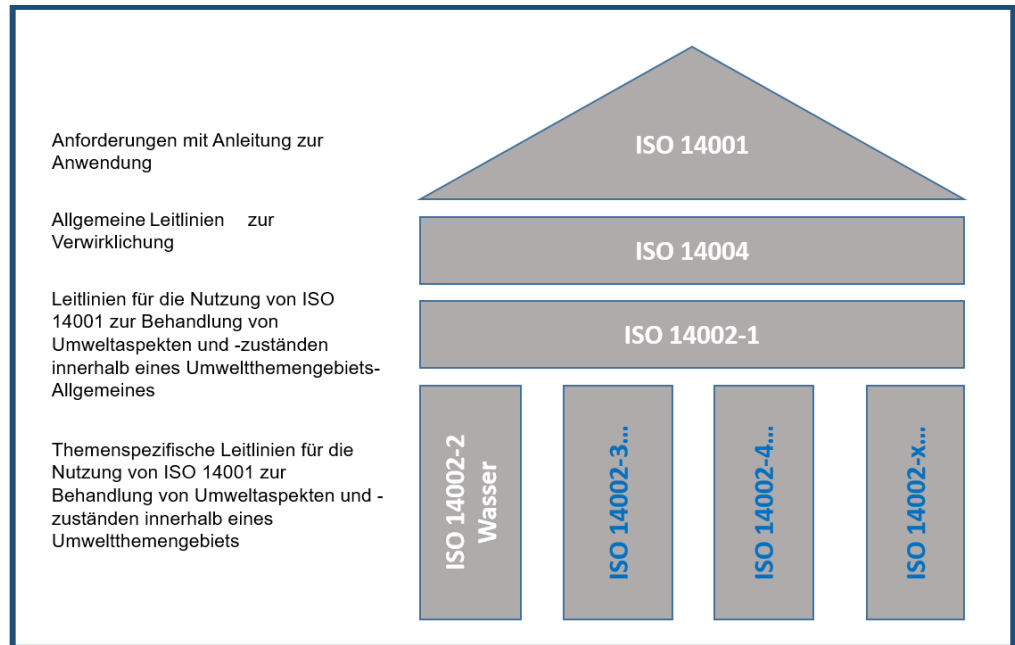 Anforderungen mit Anleitung zur
Anwendung
ISO 14001
Allgemeine Leitlinien zur
Verwirklichung
ISO 14004
Leitlinien für die Nutzung von ISO
14001 zur Behandlung von
Umweltaspekten und -zuständen
innerhalb eines Umweltthemengebiets-
Allgemeines
ISO 14002-1
Themenspezifische Leitlinien für die
Nutzung von ISO 14001 zur
Behandlung von Umweltaspekten und -
zuständen innerhalb eines
Umweltthemengebiets
ISO 14002-2
Wasser
ISO 14002-3...
ISO 14002-4...
ISO 14002-x...